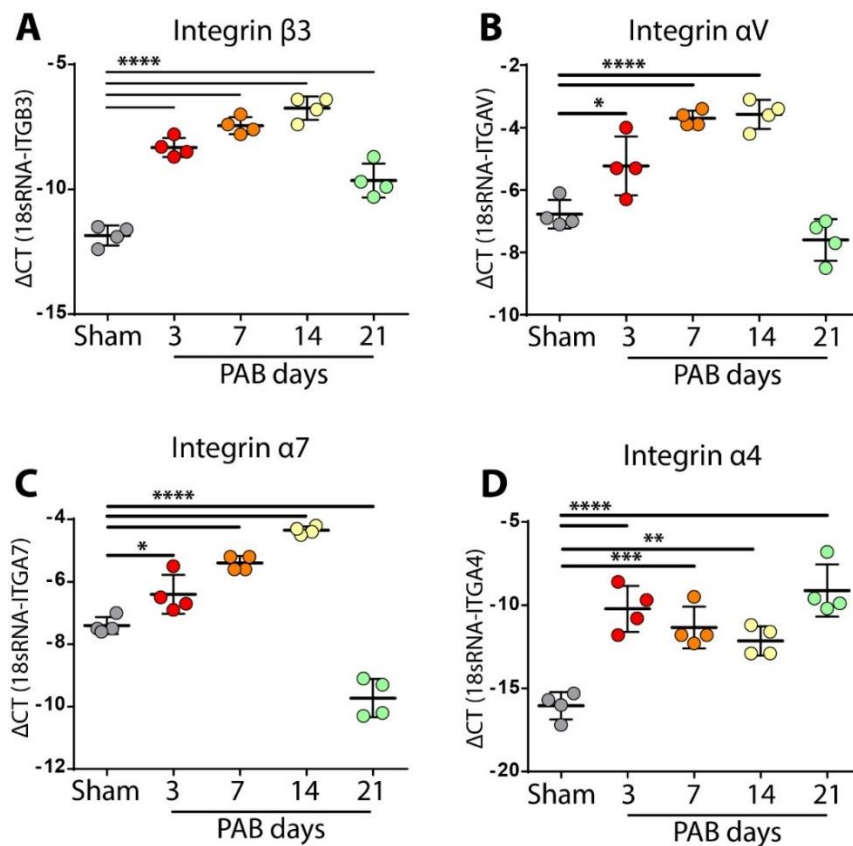 A
Integrin β3
****
-5
-10
-15
ΔCT (18sRNA-ITGB3)
Sham 3 7 14 21
PAB days
B
Integrin αV
****
*
-2
-4
-6
-8
-10
ΔCT (18sRNA-ITGAV)
Sham 3 7 14 21
PAB days
C
Integrin α7
****
*
-4
-6
-8
-10
-12
ΔCT (18sRNA-ITGA7)
Sham 3 7 14 21
PAB days
D
Integrin α4
****
**
***
-5
-10
-15
-20
ΔCT (18sRNA-ITGA4)
Sham 3 7 14 21
PAB days